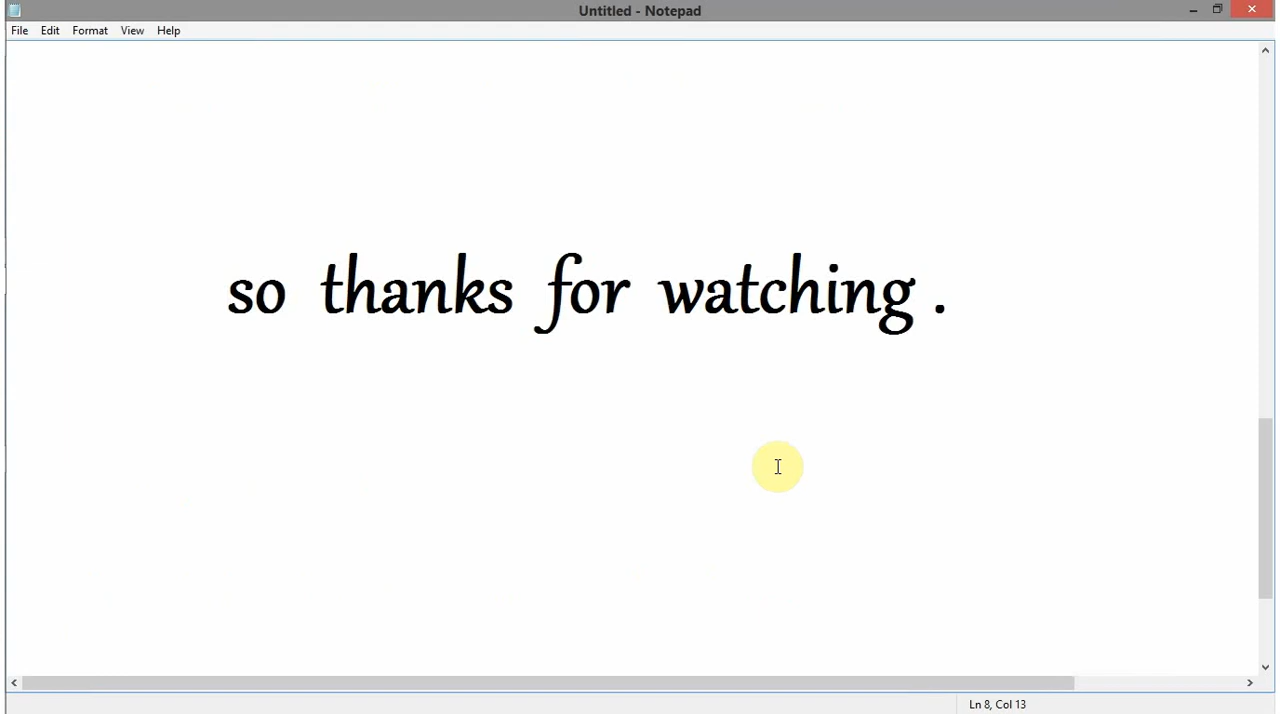 Untitled - Notepad
File Edit Format View Help
so thanks for watching .
Ln 8, Col 13